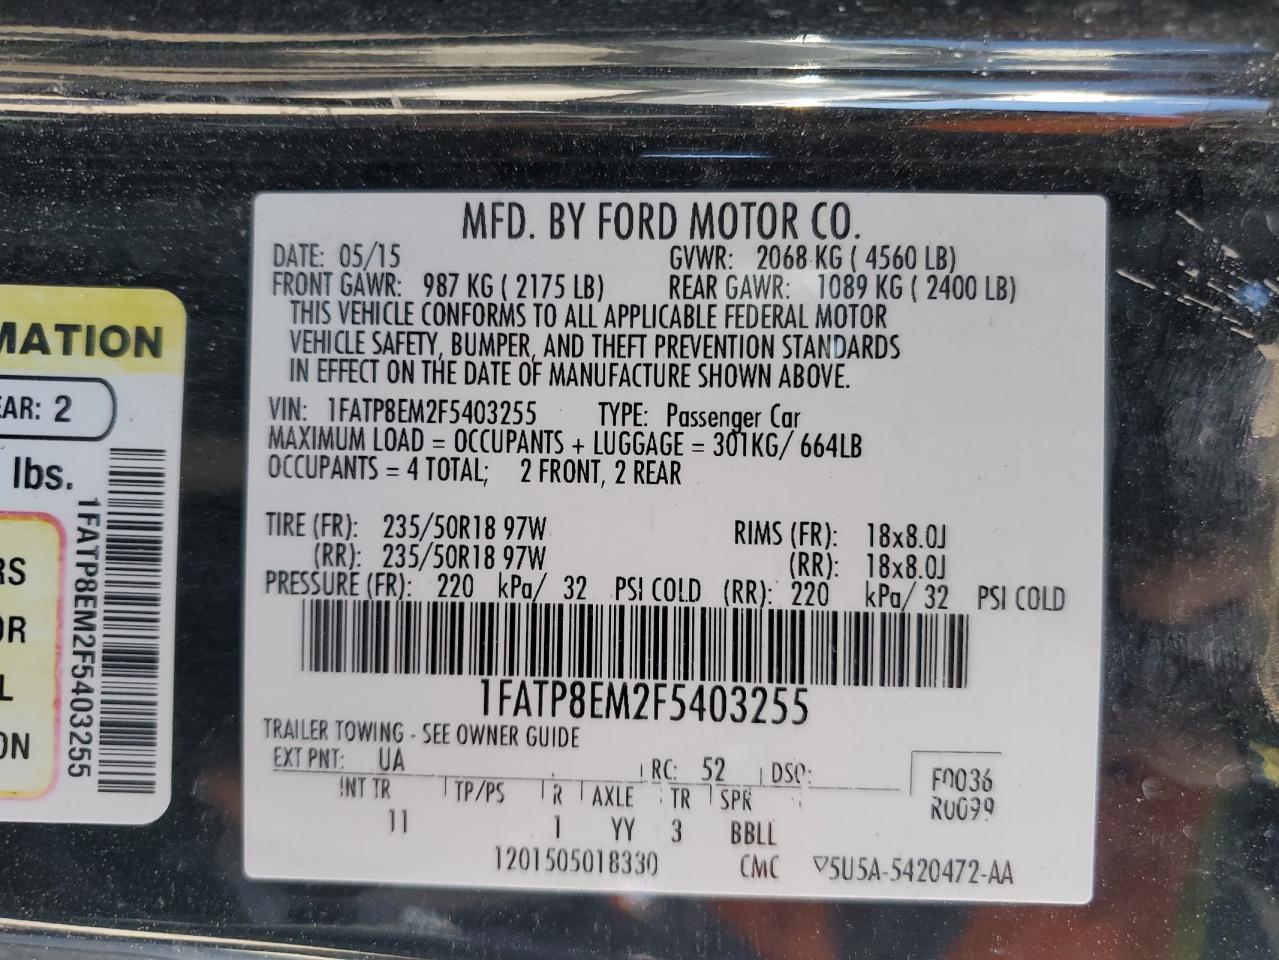 MFD. BY FORD MOTOR CO.
DATE: 05/15 GVWR: 2068 KG ( 4560 LB)
FRONT GAWR: 987 KG ( 2175 LB) REAR GAWR: 1089 KG ( 2400 LB)
THIS VEHICLE CONFORMS TO ALL APPLICABLE FEDERAL MOTOR
VEHICLE SAFETY, BUMPER, AND THEFT PREVENTION STANDARDS
IN EFFECT ON THE DATE OF MANUFACTURE SHOWN ABOVE.
VIN: 1FATP8EM2F5403255 TYPE: Passenger Car
MAXIMUM LOAD = OCCUPANTS + LUGGAGE = 301KG/ 664LB
OCCUPANTS = 4 TOTAL; 2 FRONT, 2 REAR
TIRE (FR): 235/50R18 97W RIMS (FR): 18x8.0J
(RR): 235/50R18 97W (RR): 18x8.0J
PRESSURE (FR): 220 kPa/ 32 PSI COLD (RR): 220 kPa/ 32 PSI COLD
1FATP8EM2F5403255
TRAILER TOWING - SEE OWNER GUIDE
EXT PNT: UA RC: 52 DSO: F0036
INT TR TP/PS R AXLE TR SPR R0099
11 1 YY 3 BBLL
1201505018330 CMC ▽5U5A-5420472-AA
MATION
EAR: 2
lbs.
RS
OR
L
ON
1FATP8EM2F5403255